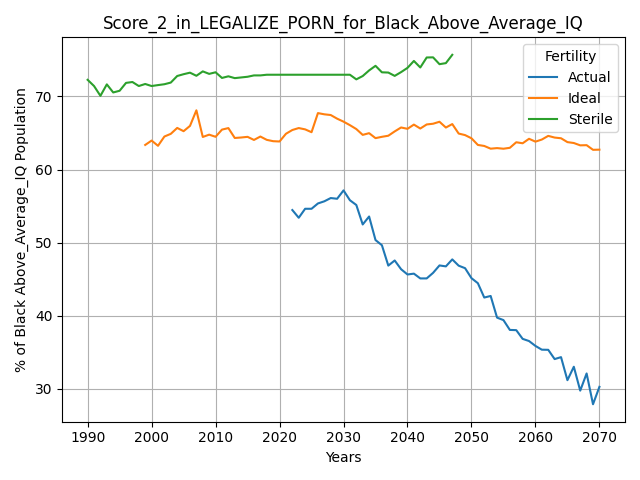 Score_2_in_LEGALIZE_PORN_for_Black_Above_Average_IQ
% of Black Above_Average_IQ Population
70
60
50
40
30
Fertility
Actual
Ideal
Sterile
1990 2000 2010 2020 2030 2040 2050 2060 2070
Years